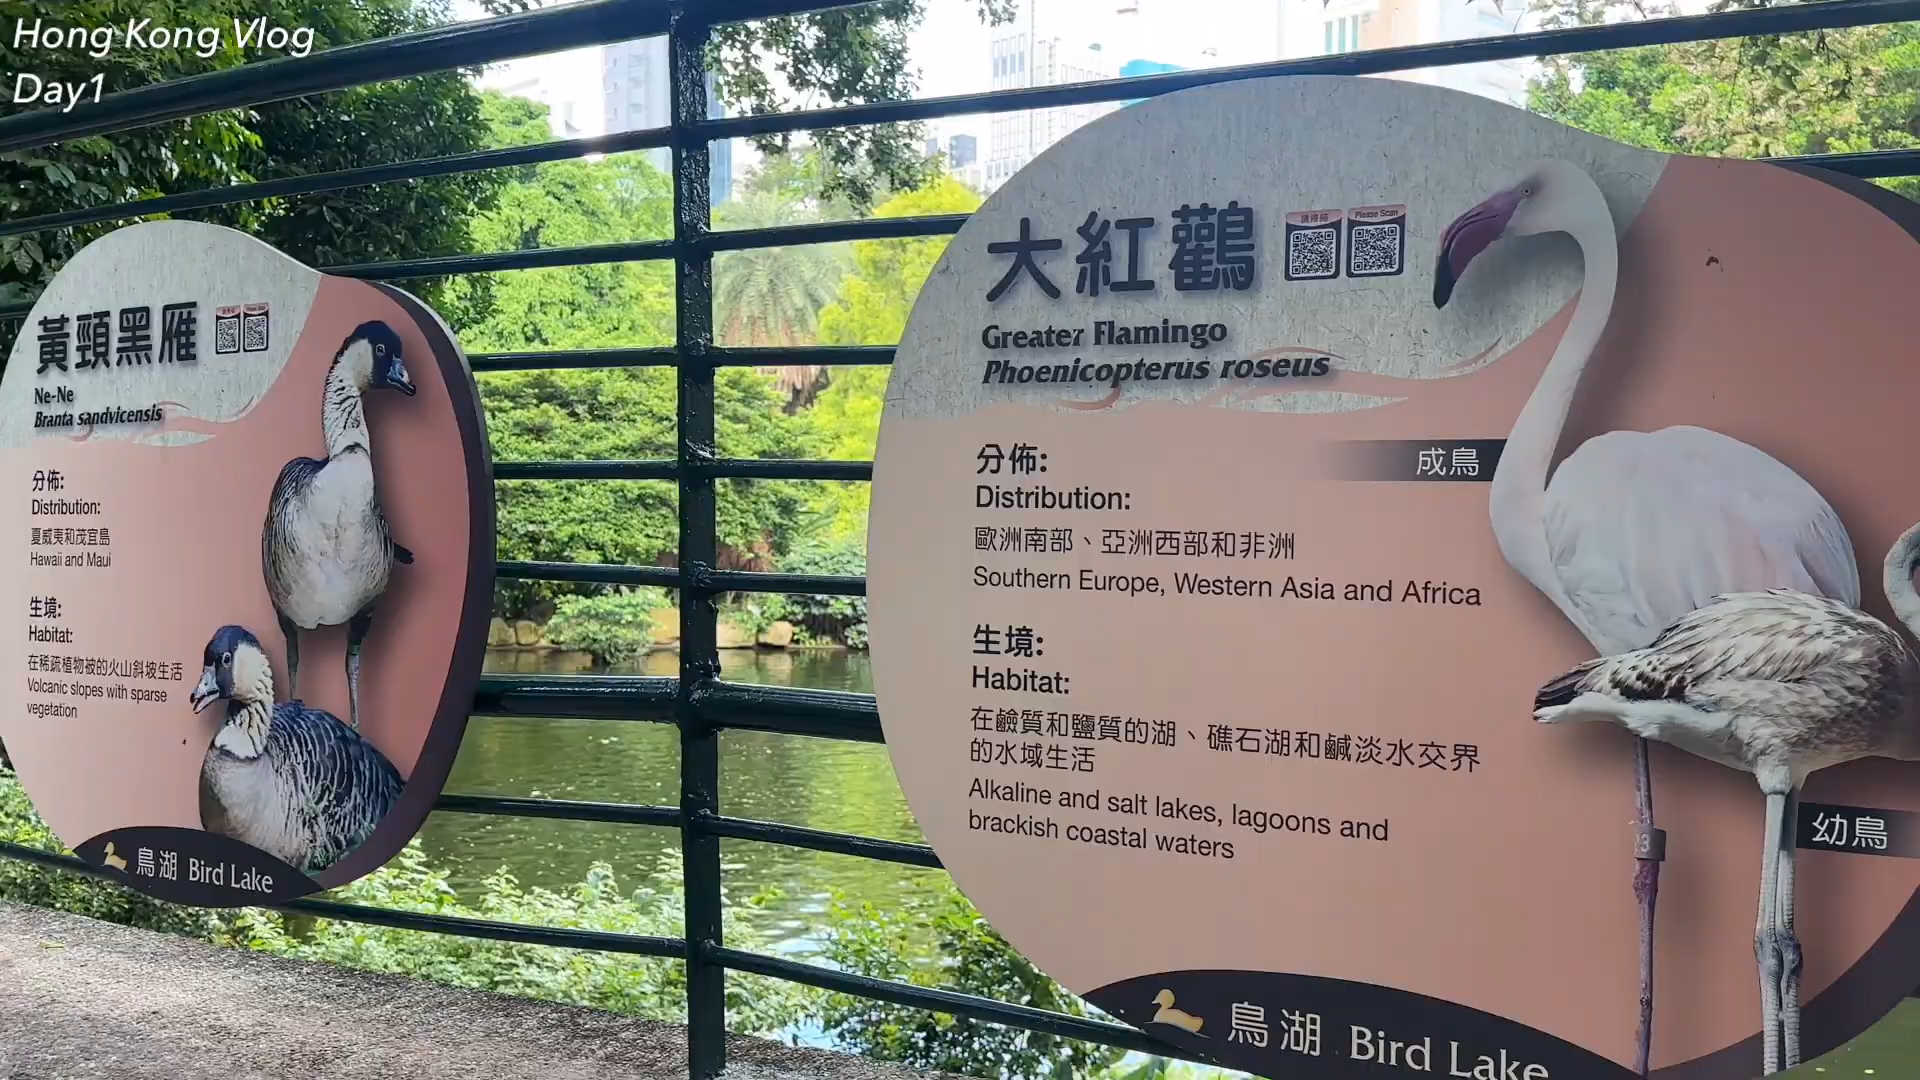 Hong Kong Vlog
Day1
黃頸黑雁
Ne-Ne
Branta sandvicensis
分佈:
Distribution:
夏威夷和茂宜島
Hawaii and Maui
生境:
Habitat:
在稀疏植物被的火山斜坡生活
Volcanic slopes with sparse
vegetation
鳥湖 Bird Lake
大紅鸛
請掃描
Please Scan
Greater Flamingo
Phoenicopterus roseus
分佈:
Distribution:
歐洲南部、亞洲西部和非洲
Southern Europe, Western Asia and Africa
生境:
Habitat:
在鹼質和鹽質的湖、礁石湖和鹹淡水交界
的水域生活
Alkaline and salt lakes, lagoons and
brackish coastal waters
成鳥
幼鳥
鳥湖 Bird Lake